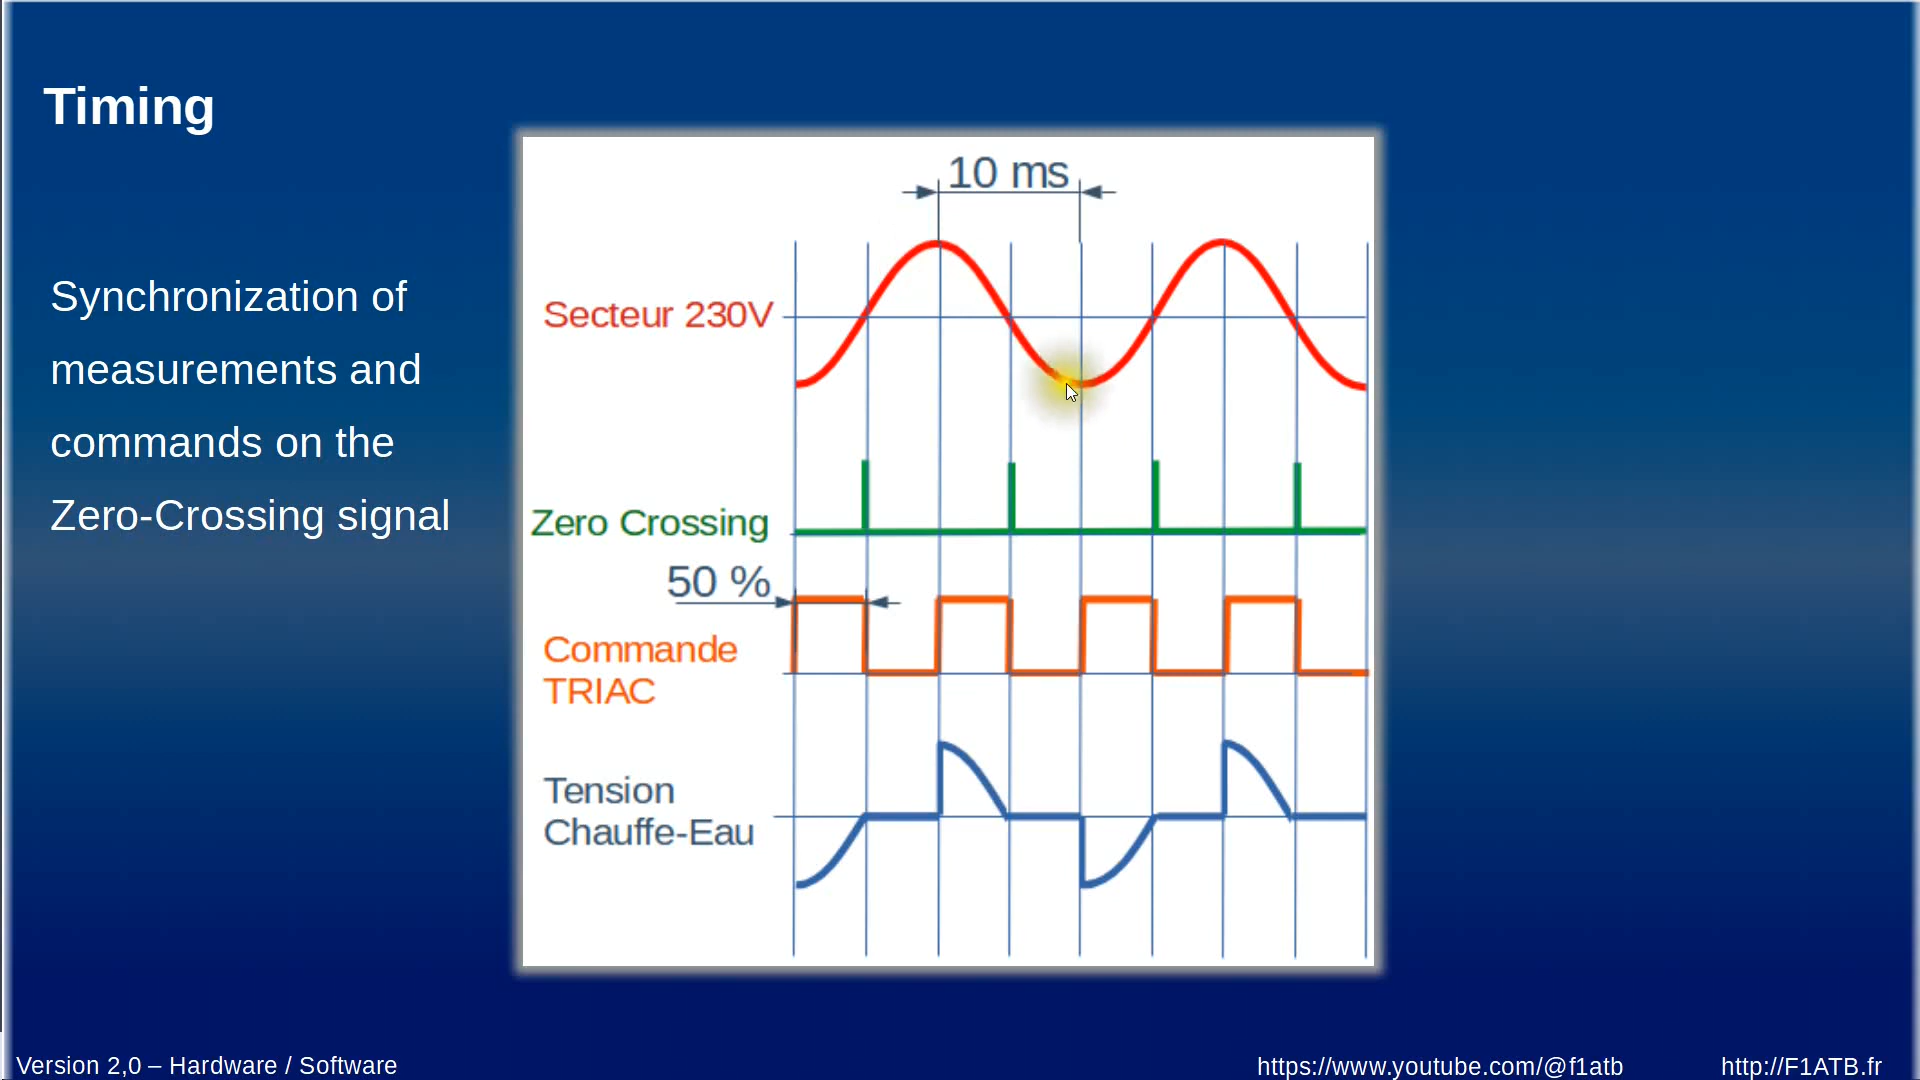 Timing
Synchronization of
measurements and
commands on the
Zero-Crossing signal
10 ms
Secteur 230V
Zero Crossing
50 %
Commande
TRIAC
Tension
Chauffe-Eau
Version 2,0 – Hardware / Software
https://www.youtube.com/@f1atb
http://F1ATB.fr